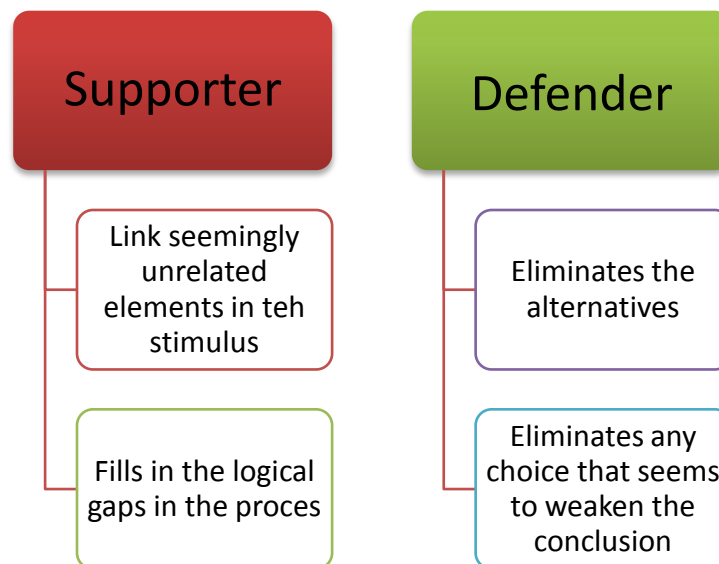 Supporter
Link seemingly
unrelated
elements in teh
stimulus
Fills in the logical
gaps in the proces
Defender
Eliminates the
alternatives
Eliminates any
choice that seems
to weaken the
conclusion